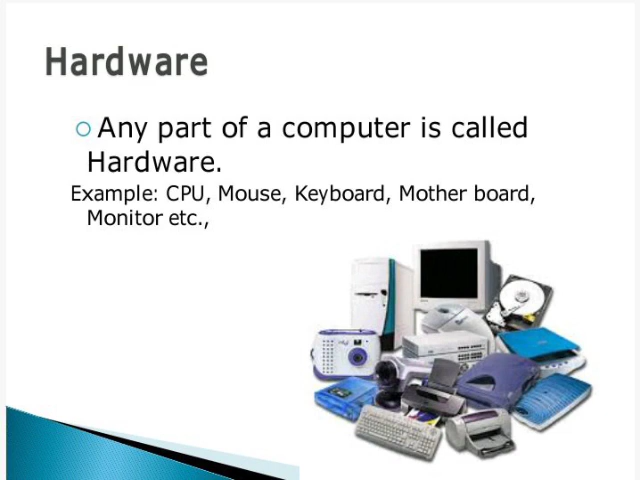 Hardware
Any part of a computer is called
Hardware.
Example: CPU, Mouse, Keyboard, Mother board,
Monitor etc.,